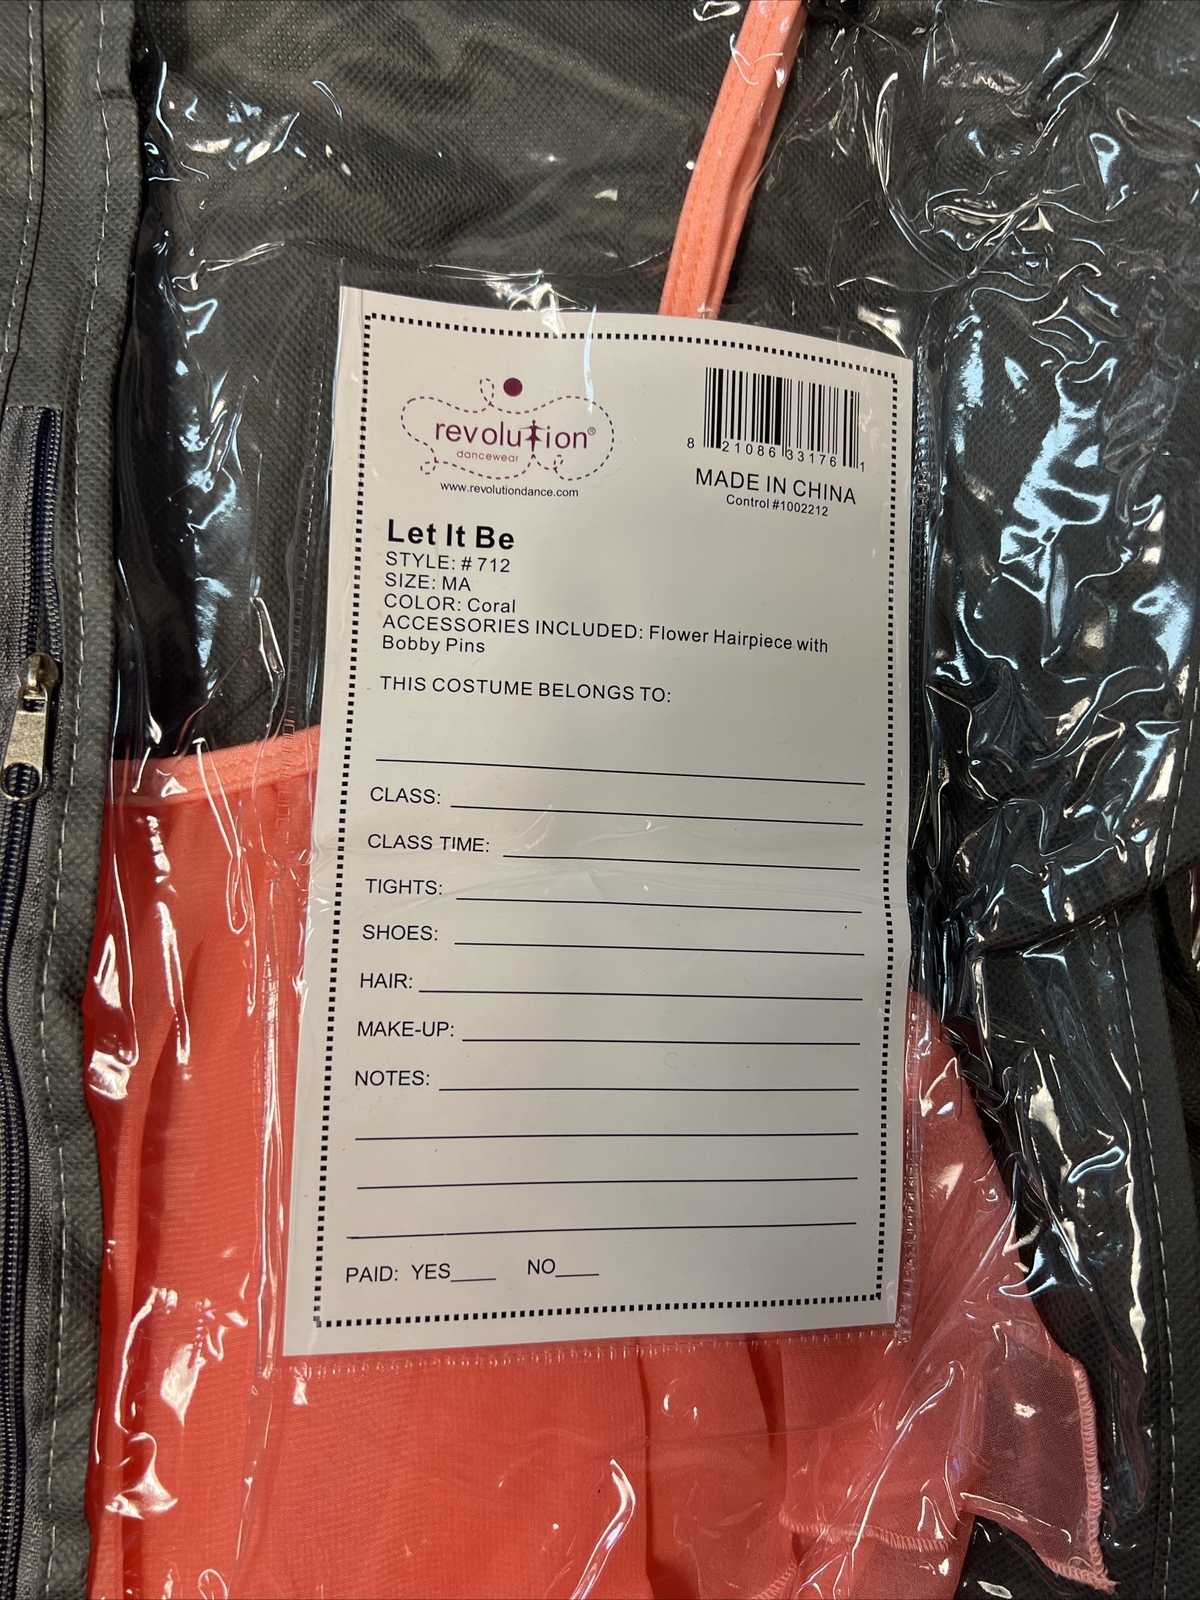 revolution®
dancewear
www.revolutiondance.com
8 21086 33176 1
MADE IN CHINA
Control #1002212
Let It Be
STYLE: # 712
SIZE: MA
COLOR: Coral
ACCESSORIES INCLUDED: Flower Hairpiece with
Bobby Pins
THIS COSTUME BELONGS TO:
CLASS:
CLASS TIME:
TIGHTS:
SHOES:
HAIR:
MAKE-UP:
NOTES:
PAID: YES____ NO____